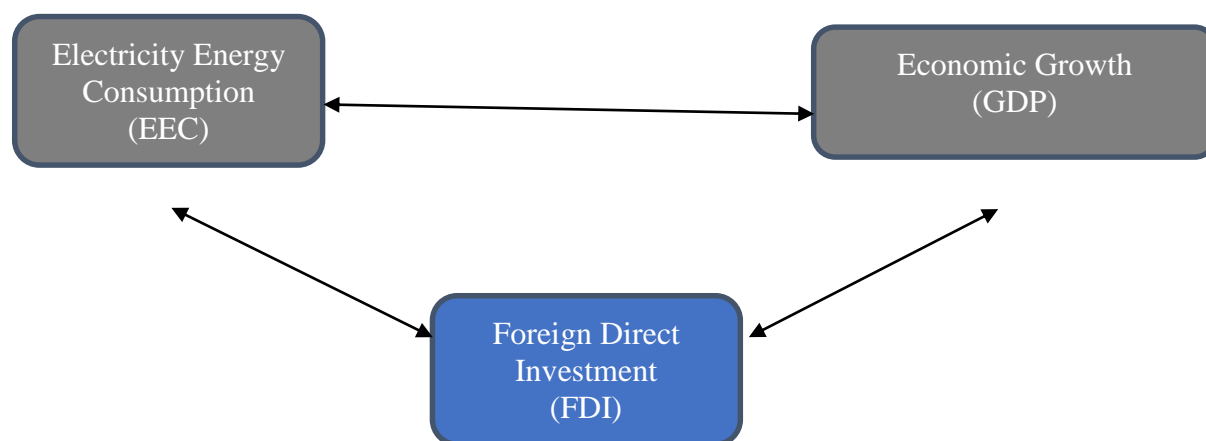 Electricity Energy
Consumption
(EEC)
Economic Growth
(GDP)
Foreign Direct
Investment
(FDI)